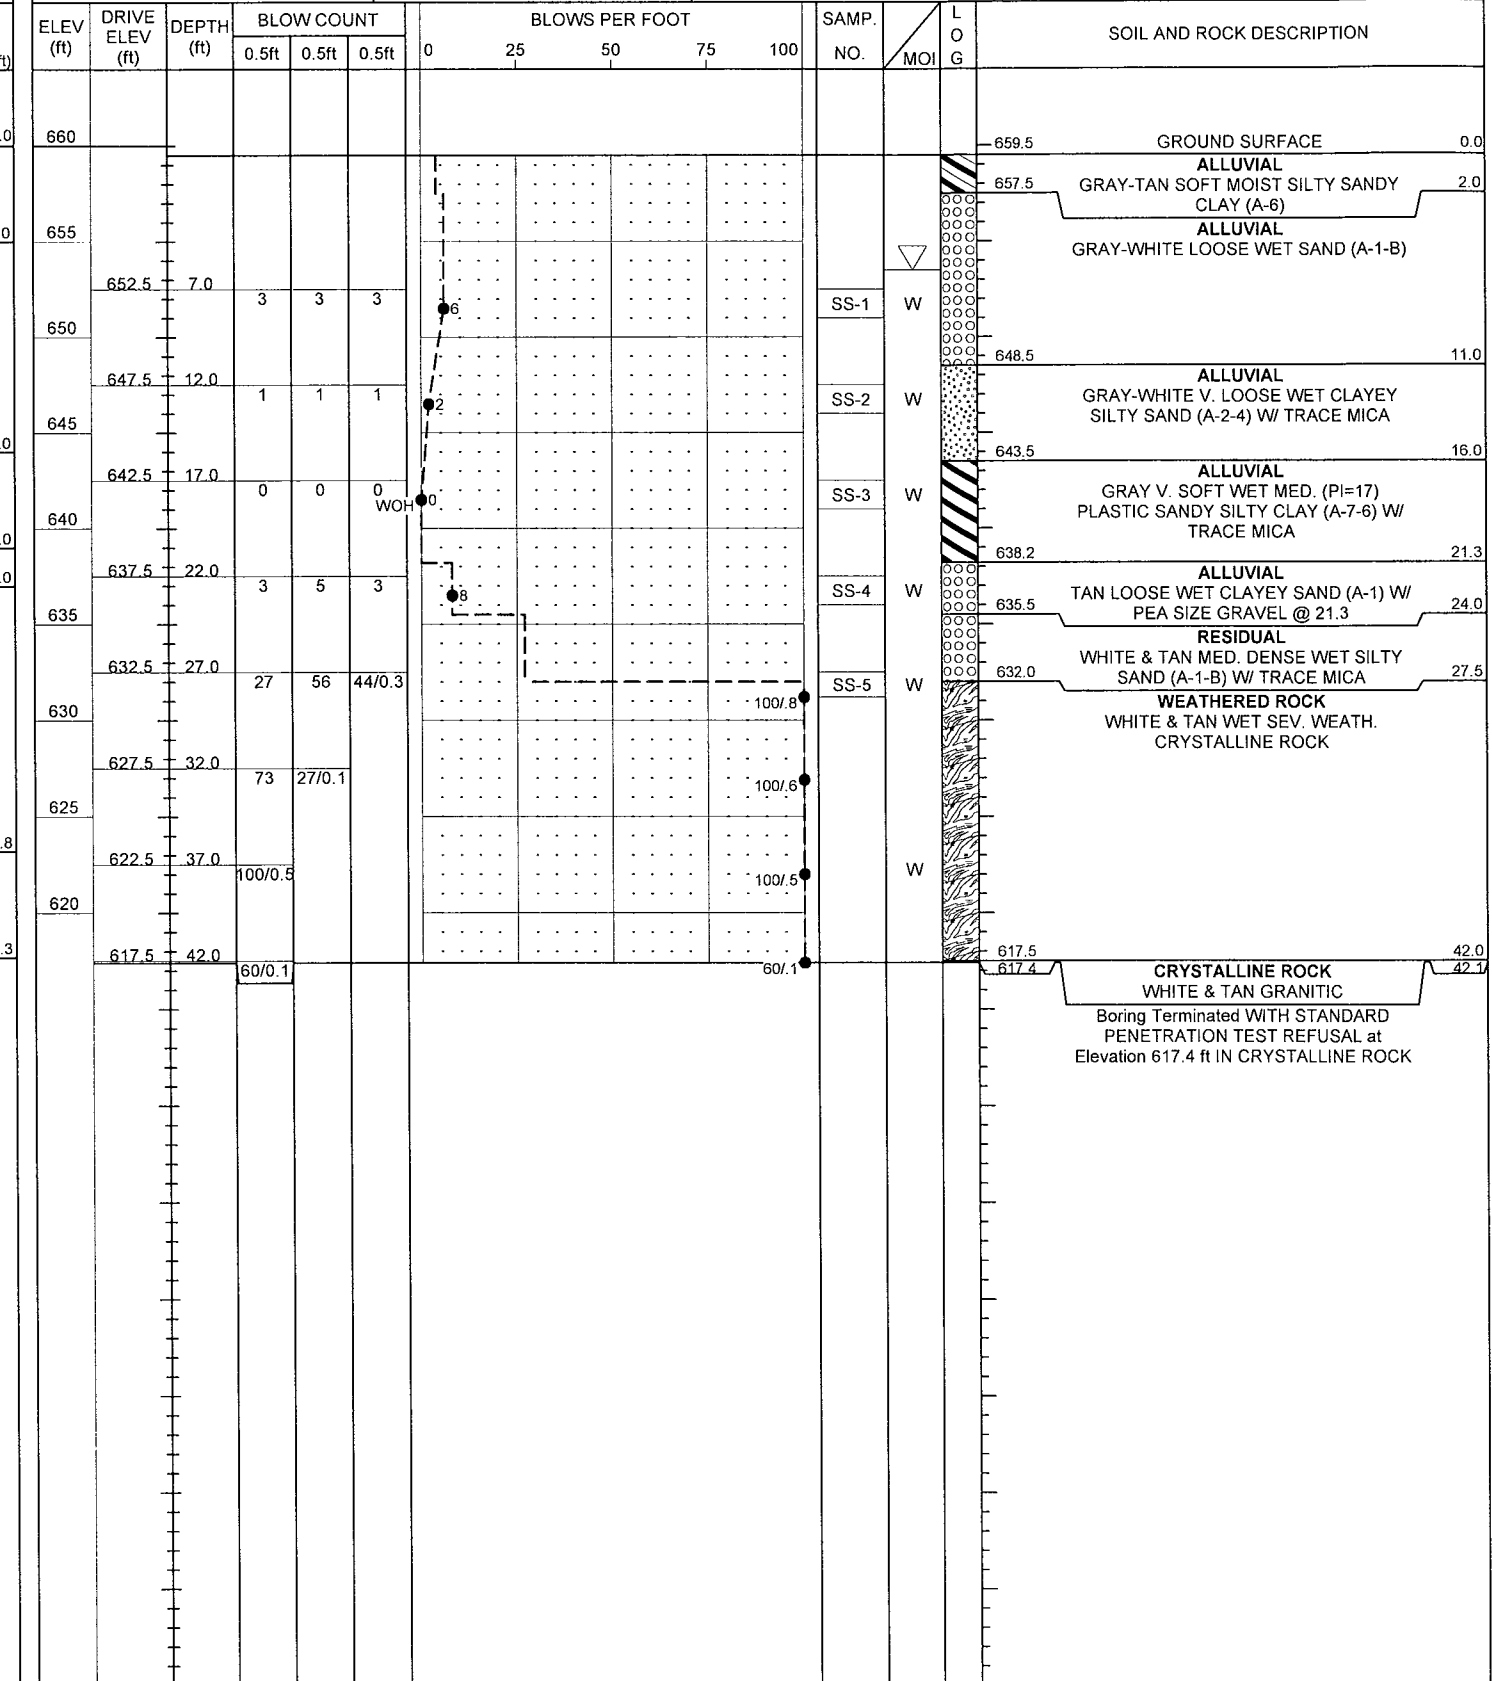 ELEV (ft) DRIVE ELEV (ft) DEPTH (ft) BLOW COUNT BLOWS PER FOOT SAMP. NO. MOI LOG SOIL AND ROCK DESCRIPTION
0.5ft 0.5ft 0.5ft 0 25 50 75 100
ft)
.0 660
659.5 GROUND SURFACE 0.0
ALLUVIAL
657.5 GRAY-TAN SOFT MOIST SILTY SANDY 2.0
CLAY (A-6)
.0 655
ALLUVIAL
GRAY-WHITE LOOSE WET SAND (A-1-B)
652.5 7.0
3 3 3 6 SS-1 W
650
648.5 11.0
647.5 12.0
ALLUVIAL
1 1 1 2 SS-2 W GRAY-WHITE V. LOOSE WET CLAYEY
SILTY SAND (A-2-4) W/ TRACE MICA
.0 645
643.5 16.0
642.5 17.0
ALLUVIAL
0 0 0 WOH 0 SS-3 W GRAY V. SOFT WET MED. (PI=17)
PLASTIC SANDY SILTY CLAY (A-7-6) W/
TRACE MICA
.0 640
638.2 21.3
.0 637.5 22.0
ALLUVIAL
3 5 3 8 SS-4 W TAN LOOSE WET CLAYEY SAND (A-1) W/
635 635.5 PEA SIZE GRAVEL @ 21.3 24.0
RESIDUAL
WHITE & TAN MED. DENSE WET SILTY
632.5 27.0
632.0 SAND (A-1-B) W/ TRACE MICA 27.5
27 56 44/0.3 SS-5 W
100/.8
WEATHERED ROCK
630 WHITE & TAN WET SEV. WEATH.
CRYSTALLINE ROCK
627.5 32.0
73 27/0.1 100/.6
625
.8 622.5 37.0
100/0.5 100/.5 W
620
.3 617.5 42.0
617.5 42.0
60/0.1 60/.1
617.4 CRYSTALLINE ROCK 42.1
WHITE & TAN GRANITIC
Boring Terminated WITH STANDARD
PENETRATION TEST REFUSAL at
Elevation 617.4 ft IN CRYSTALLINE ROCK